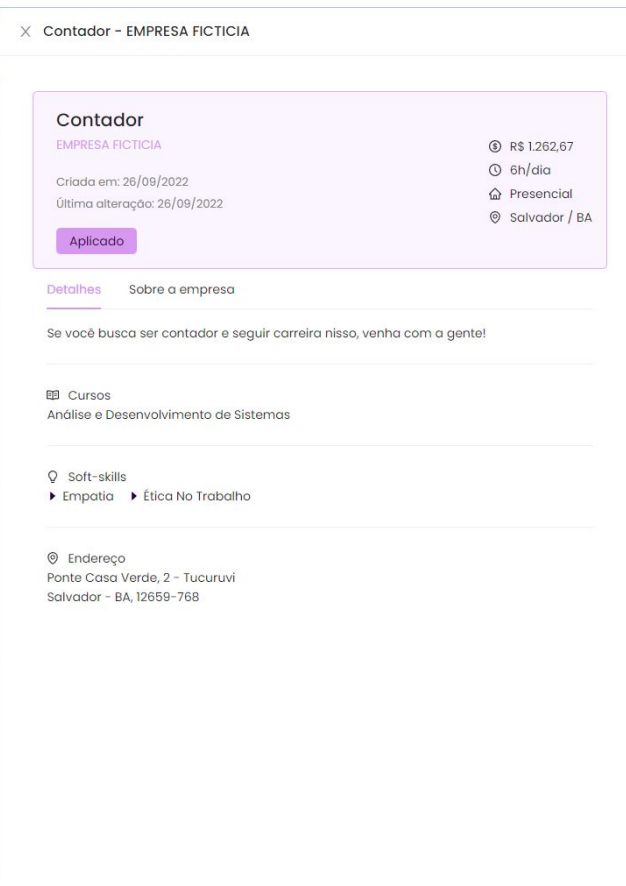 Contador - EMPRESA FICTICIA
Contador
EMPRESA FICTICIA
Criada em: 26/09/2022
Última alteração: 26/09/2022
Aplicado
R$ 1.262,67
6h/dia
Presencial
Salvador / BA
Detalhes Sobre a empresa
Se você busca ser contador e seguir carreira nisso, venha com a gente!
Cursos
Análise e Desenvolvimento de Sistemas
Soft-skills
Empatia Ética No Trabalho
Endereço
Ponte Casa Verde, 2 - Tucuruvi
Salvador - BA, 12659-768